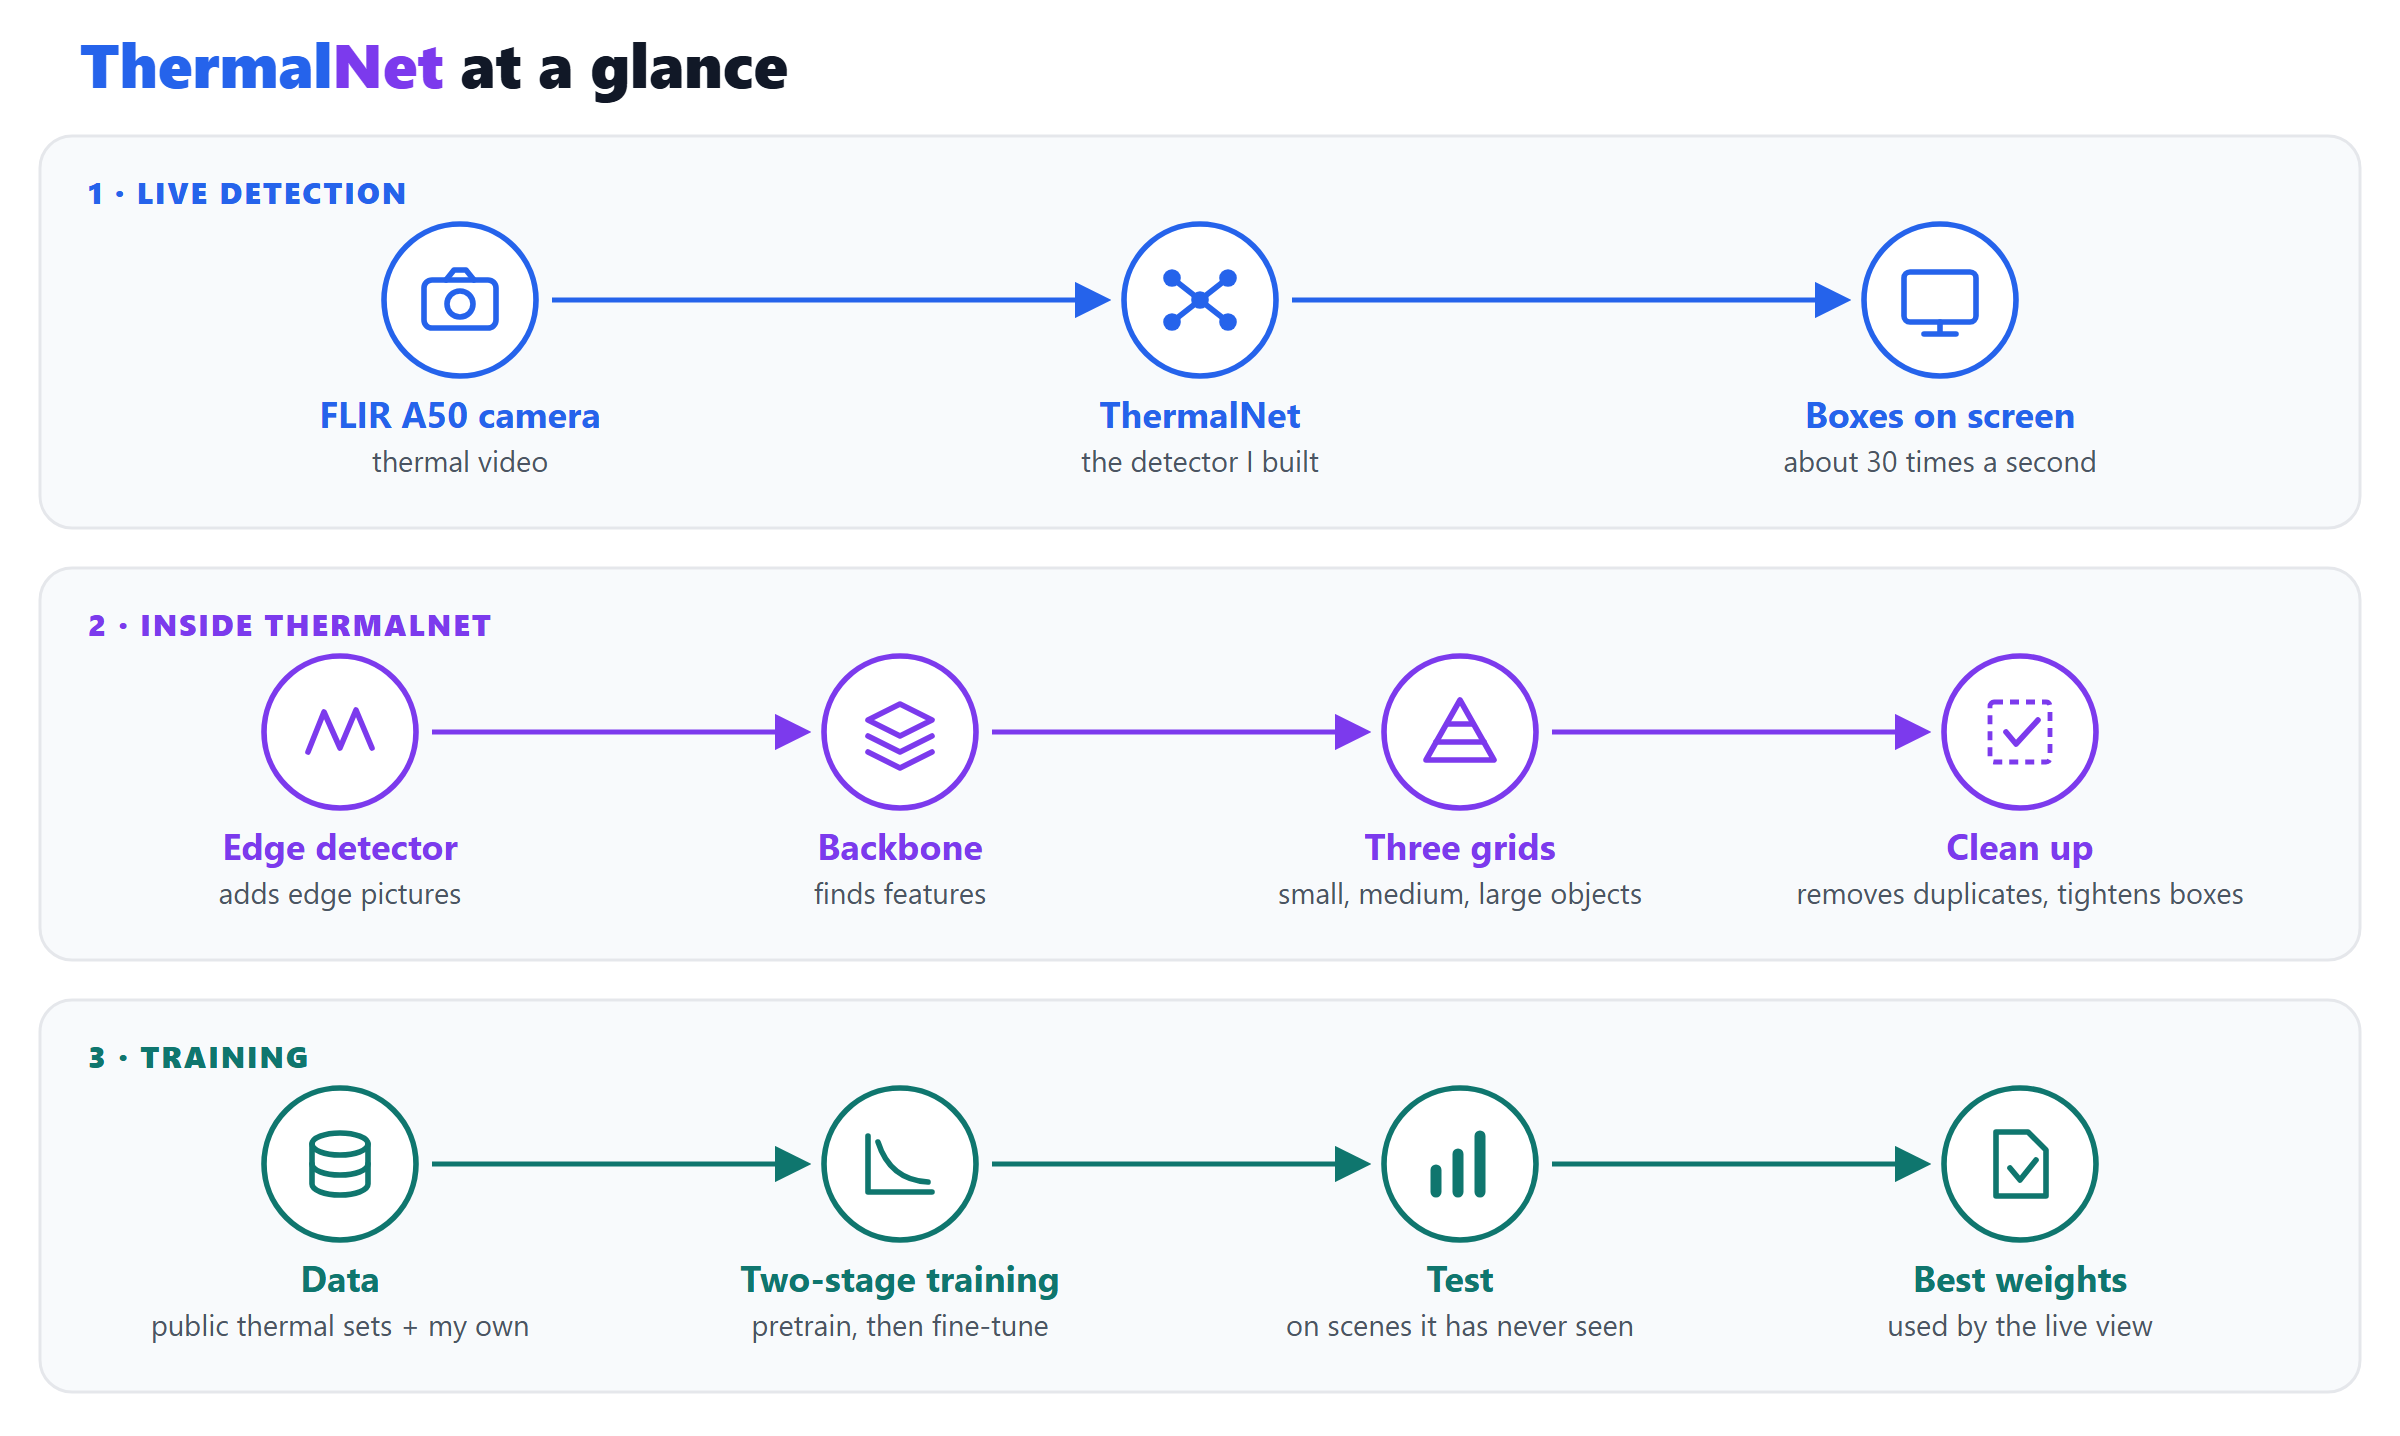 ThermalNet at a glance
1 · LIVE DETECTION
FLIR A50 camera
thermal video
ThermalNet
the detector I built
Boxes on screen
about 30 times a second
2 · INSIDE THERMALNET
Edge detector
adds edge pictures
Backbone
finds features
Three grids
small, medium, large objects
Clean up
removes duplicates, tightens boxes
3 · TRAINING
Data
public thermal sets + my own
Two-stage training
pretrain, then fine-tune
Test
on scenes it has never seen
Best weights
used by the live view